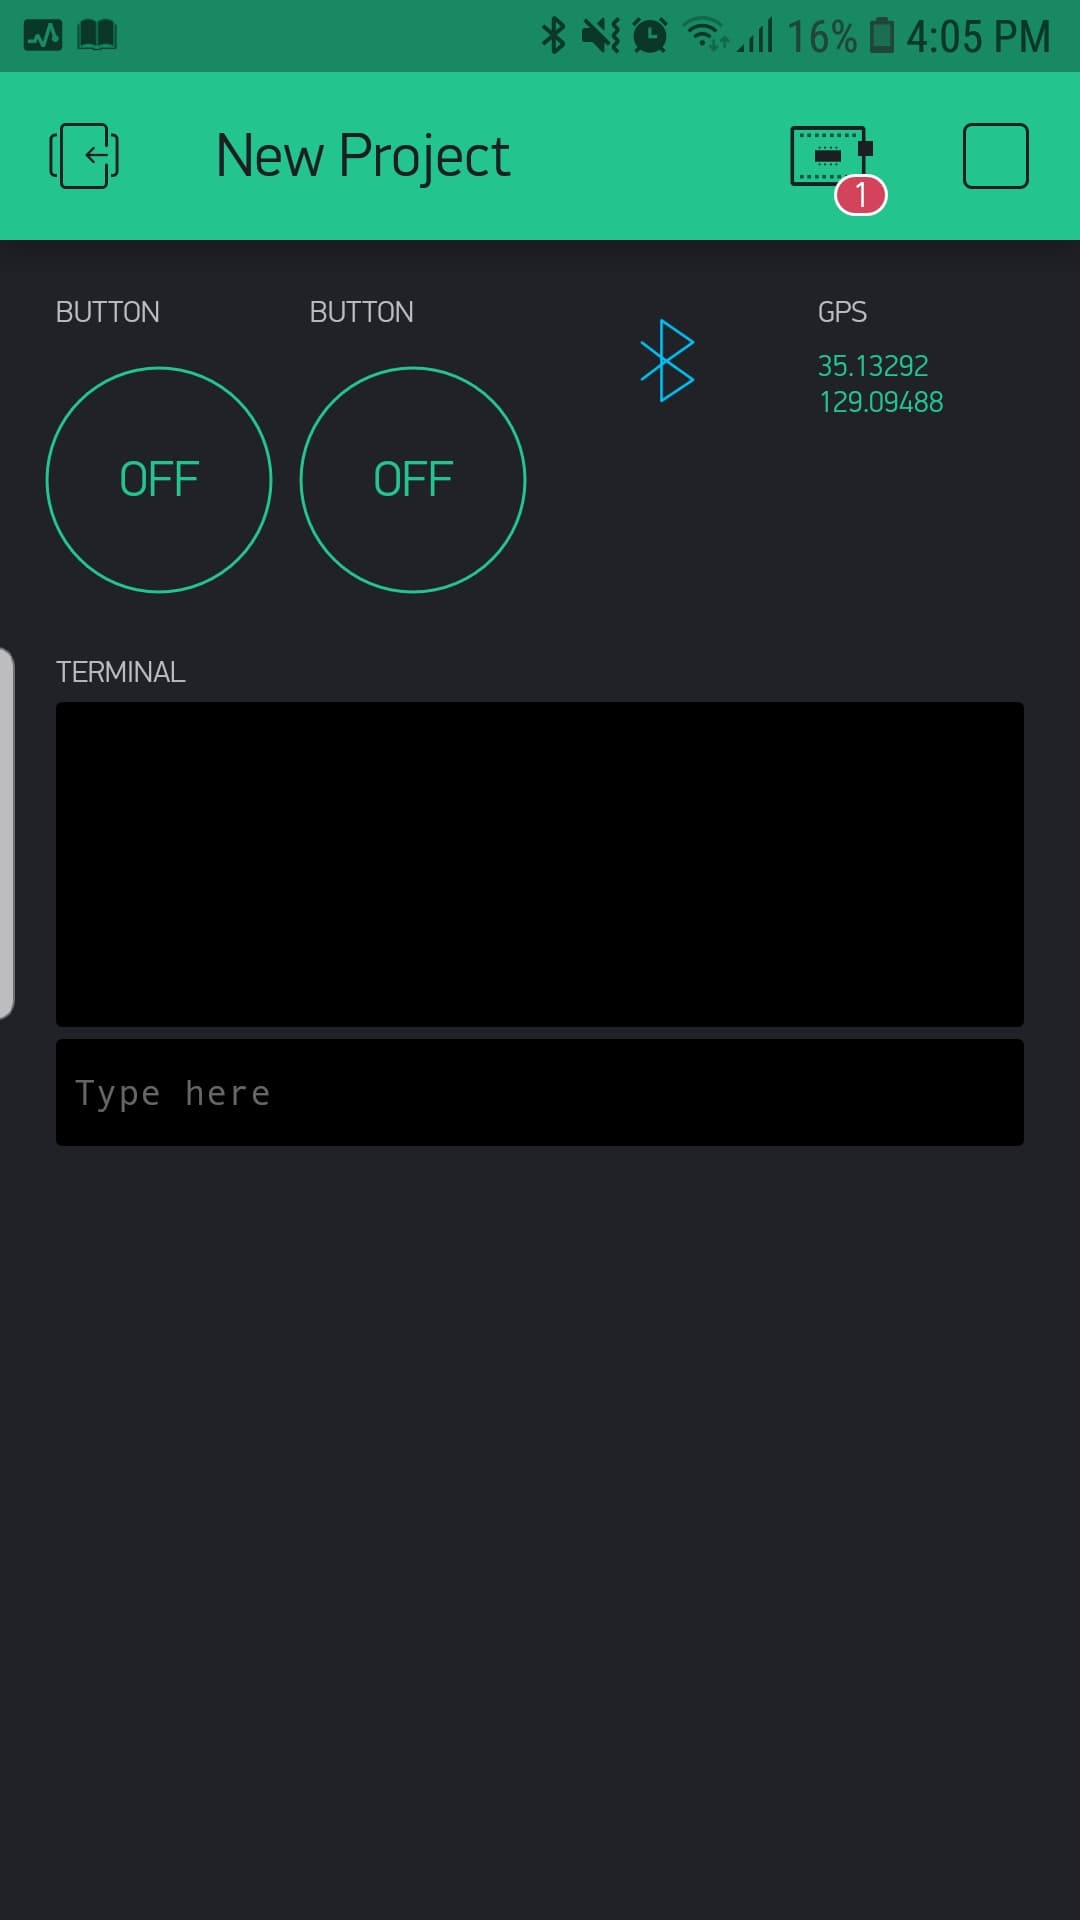 16% 4:05 PM
New Project
1
BUTTON
BUTTON
GPS
35.13292
129.09488
OFF
OFF
TERMINAL
Type here